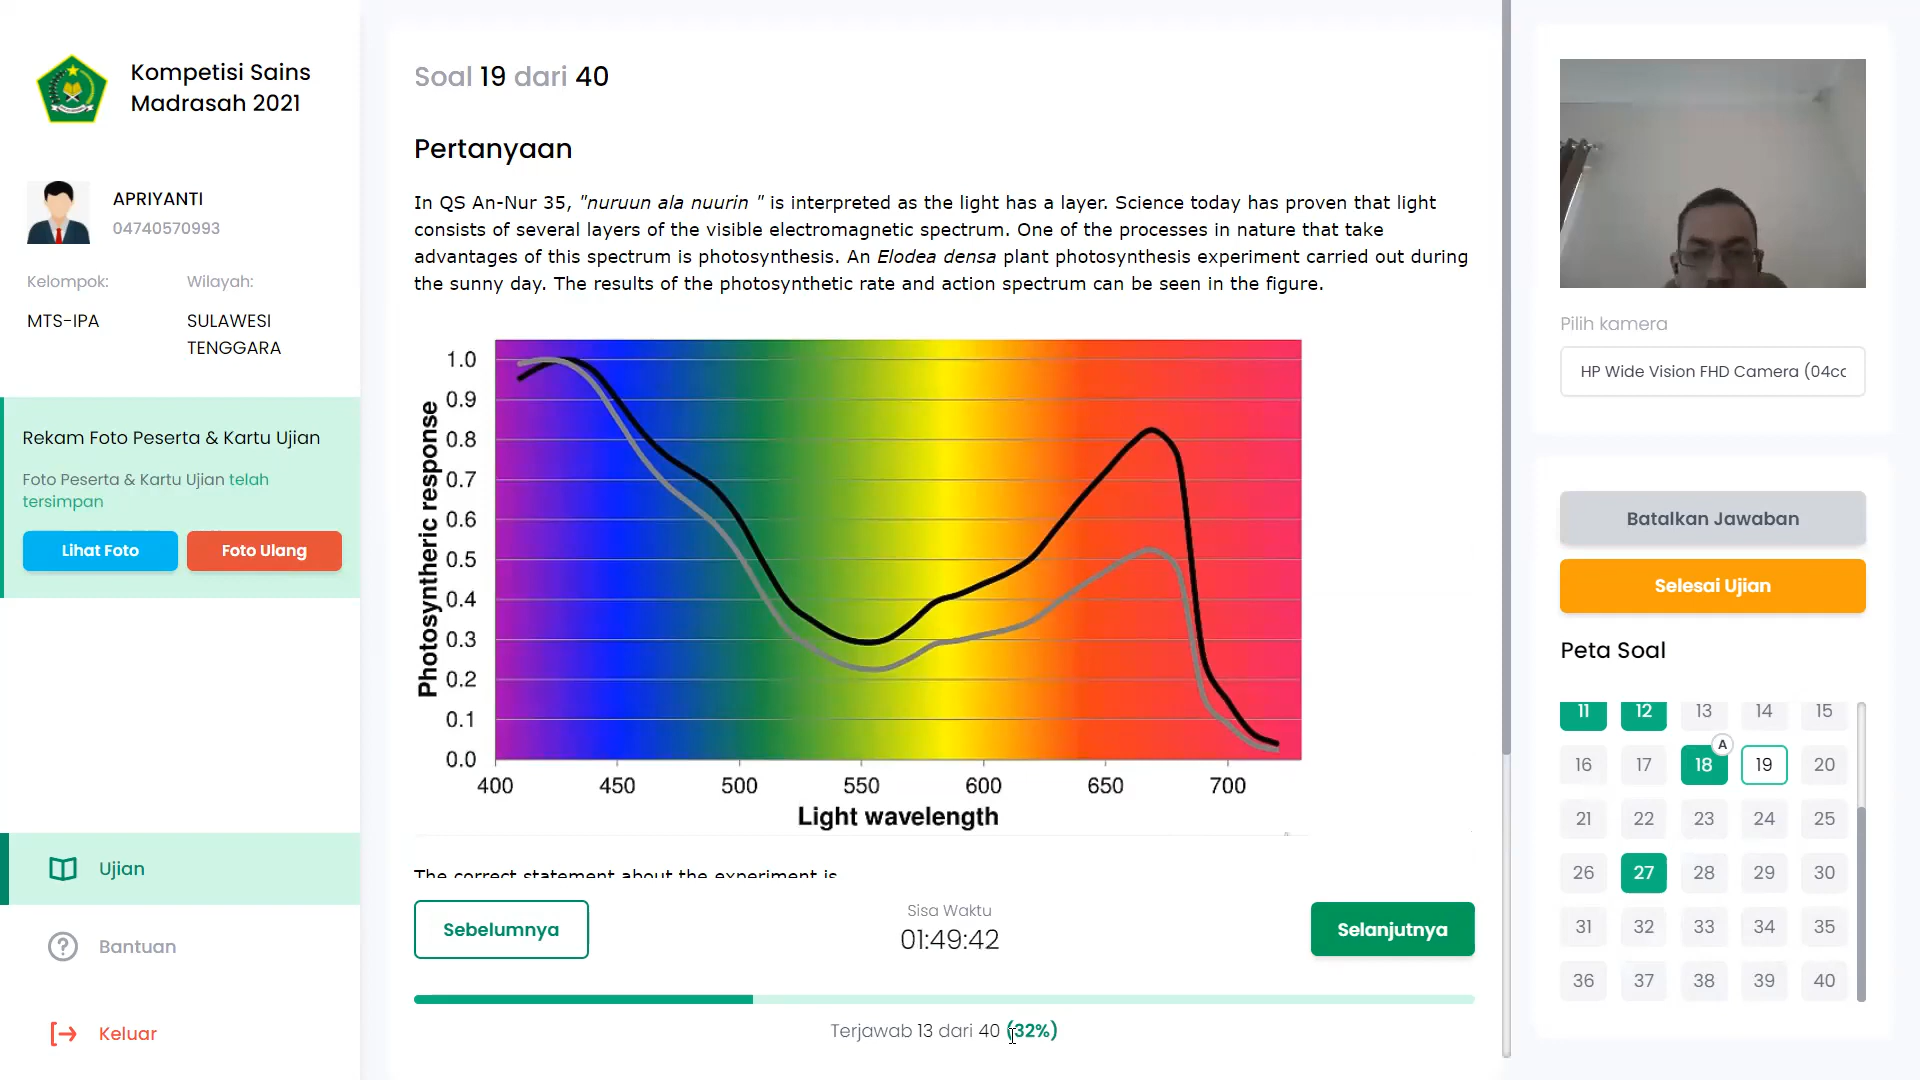 Kompetisi Sains
Madrasah 2021
APRIYANTI
04740570993
Kelompok:
Wilayah:
MTS-IPA
SULAWESI
TENGGARA
Rekam Foto Peserta & Kartu Ujian
Foto Peserta & Kartu Ujian telah
tersimpan
Lihat Foto
Foto Ulang
Ujian
Bantuan
Keluar
Soal 19 dari 40
Pertanyaan
In QS An-Nur 35, "nuruun ala nuurin " is interpreted as the light has a layer. Science today has proven that light
consists of several layers of the visible electromagnetic spectrum. One of the processes in nature that take
advantages of this spectrum is photosynthesis. An Elodea densa plant photosynthesis experiment carried out during
the sunny day. The results of the photosynthetic rate and action spectrum can be seen in the figure.
Photosyntheric response
1.0
0.9
0.8
0.7
0.6
0.5
0.4
0.3
0.2
0.1
0.0
400 450 500 550 600 650 700
Light wavelength
The correct statement about the experiment is
Sebelumnya
Sisa Waktu
01:49:42
Selanjutnya
Terjawab 13 dari 40 (32%)
Pilih kamera
HP Wide Vision FHD Camera (04cc
Batalkan Jawaban
Selesai Ujian
Peta Soal
11 12 13 14 15
A
16 17 18 19 20
21 22 23 24 25
26 27 28 29 30
31 32 33 34 35
36 37 38 39 40